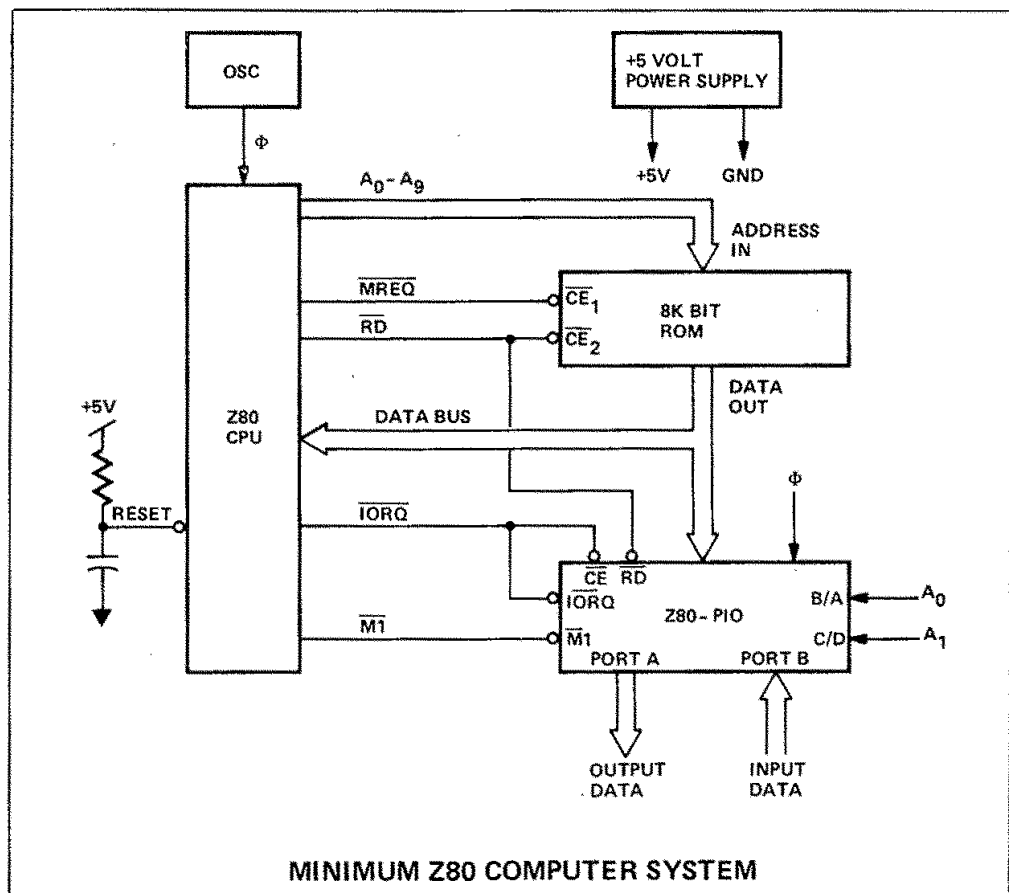 OSC
+5 VOLT
POWER SUPPLY
Φ
+5V
GND
A0-A9
ADDRESS
IN
MREQ
CE1
8K BIT
ROM
RD
CE2
DATA
OUT
+5V
Z80
CPU
DATA BUS
Φ
RESET
IORQ
CE
RD
B/A
A0
IORQ
Z80-PIO
M1
M1
C/D
A1
PORT A
PORT B
OUTPUT
DATA
INPUT
DATA
MINIMUM Z80 COMPUTER SYSTEM